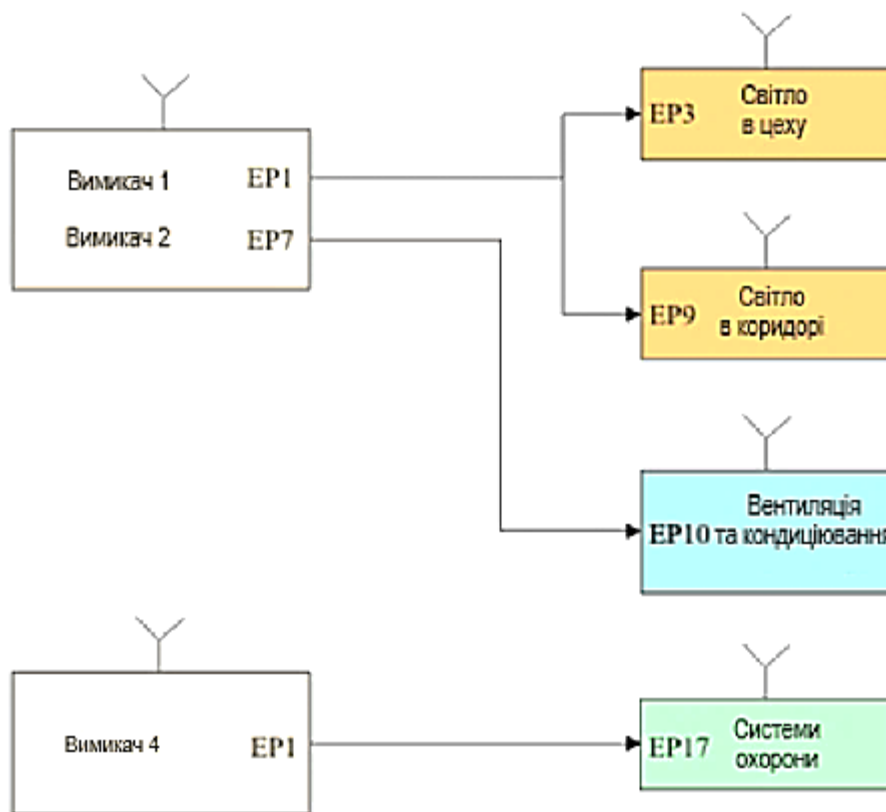 Вимикач 1 EP1
Вимикач 2 EP7
EP3 Світло
в цеху
EP9 Світло
в коридорі
Вентиляція
EP10 та кондиціювання
Вимикач 4 EP1
EP17 Системи
охорони